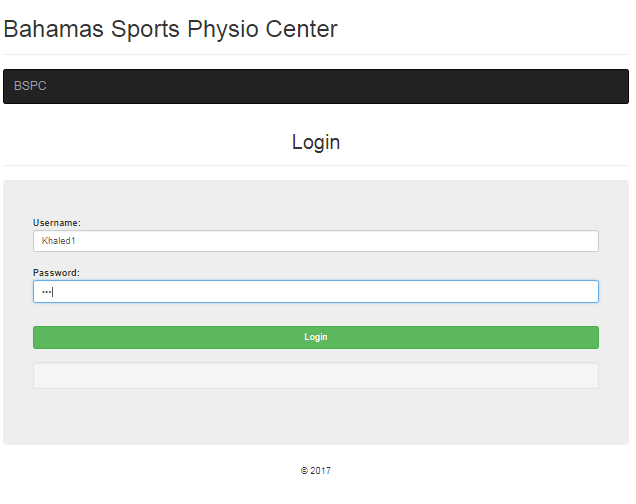 Bahamas Sports Physio Center
BSPC
Login
Username:
Khaled1
Password:
•••
Login
© 2017